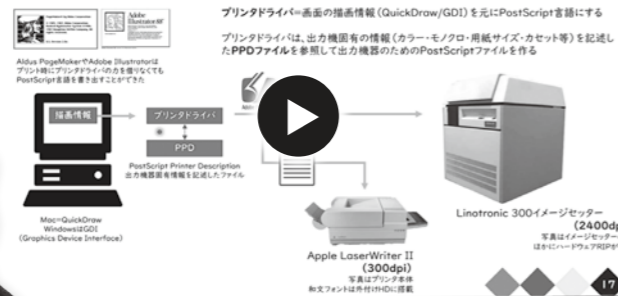 プリンタドライバ=画面の描画情報(QuickDraw/GDI)を元にPostScript言語にする
プリンタドライバは、出力機固有の情報(カラー・モノクロ・用紙サイズ・カセット等)を記述し
たPPDファイルを参照して出力機器のためのPostScriptファイルを作る
Adobe
Illustrator 88
Aldus PageMakerやAdobe Illustratorは
プリント時にプリンタドライバの力を借りなくても
PostScript言語を書き出すことができた
描画情報
プリンタドライバ
PPD
PostScript Printer Description
出力機器固有情報を記述したファイル
Mac=QuickDraw
WindowsはGDI
(Graphics Device Interface)
Apple LaserWriter II
(300dpi)
写真はプリンタ本体
和文フォントは外付けHDに搭載
Linotronic 300イメージセッター
(2400dp
写真はイメージセッター
ほかにハードウェアRIPが
17